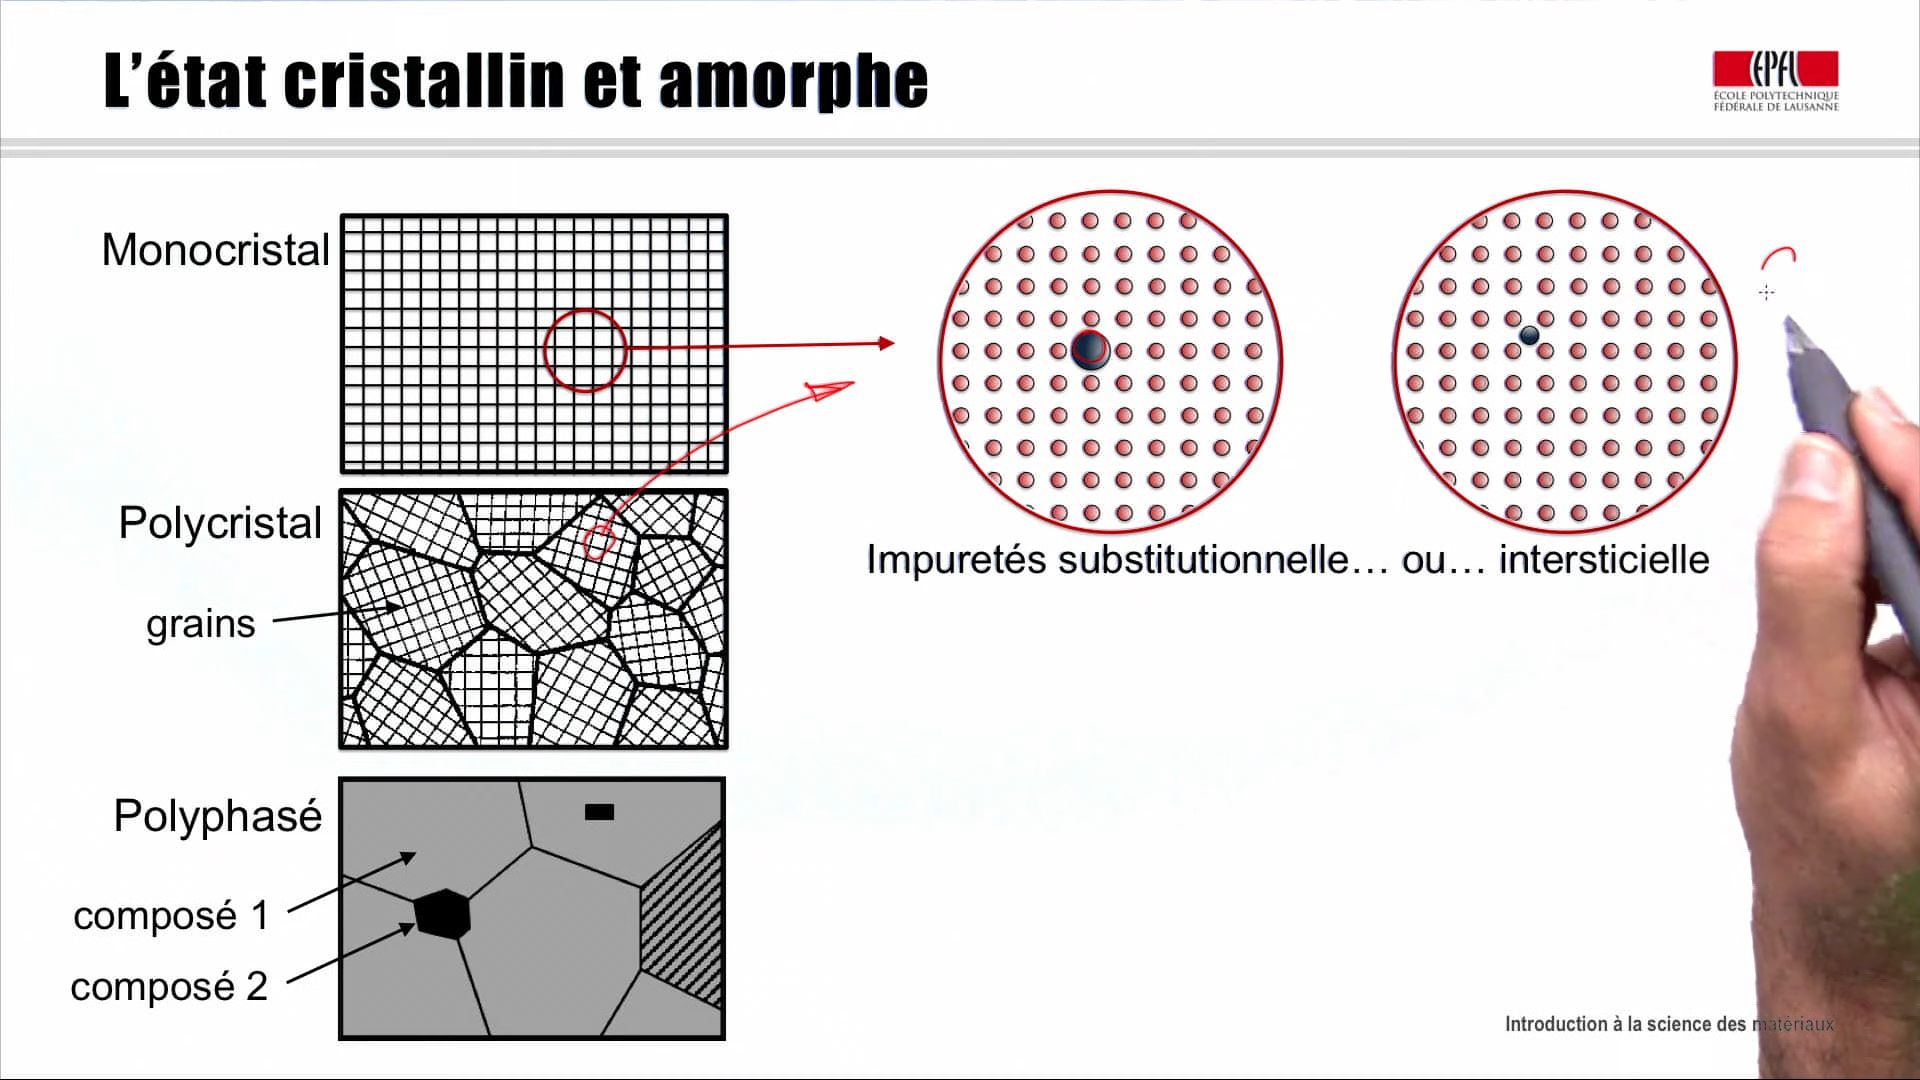 L’état cristallin et amorphe
EPFL
ÉCOLE POLYTECHNIQUE
FÉDÉRALE DE LAUSANNE
Monocristal
Polycristal
grains
Impuretés substitutionnelle… ou… intersticielle
Polyphasé
composé 1
composé 2
Introduction à la science des matériaux